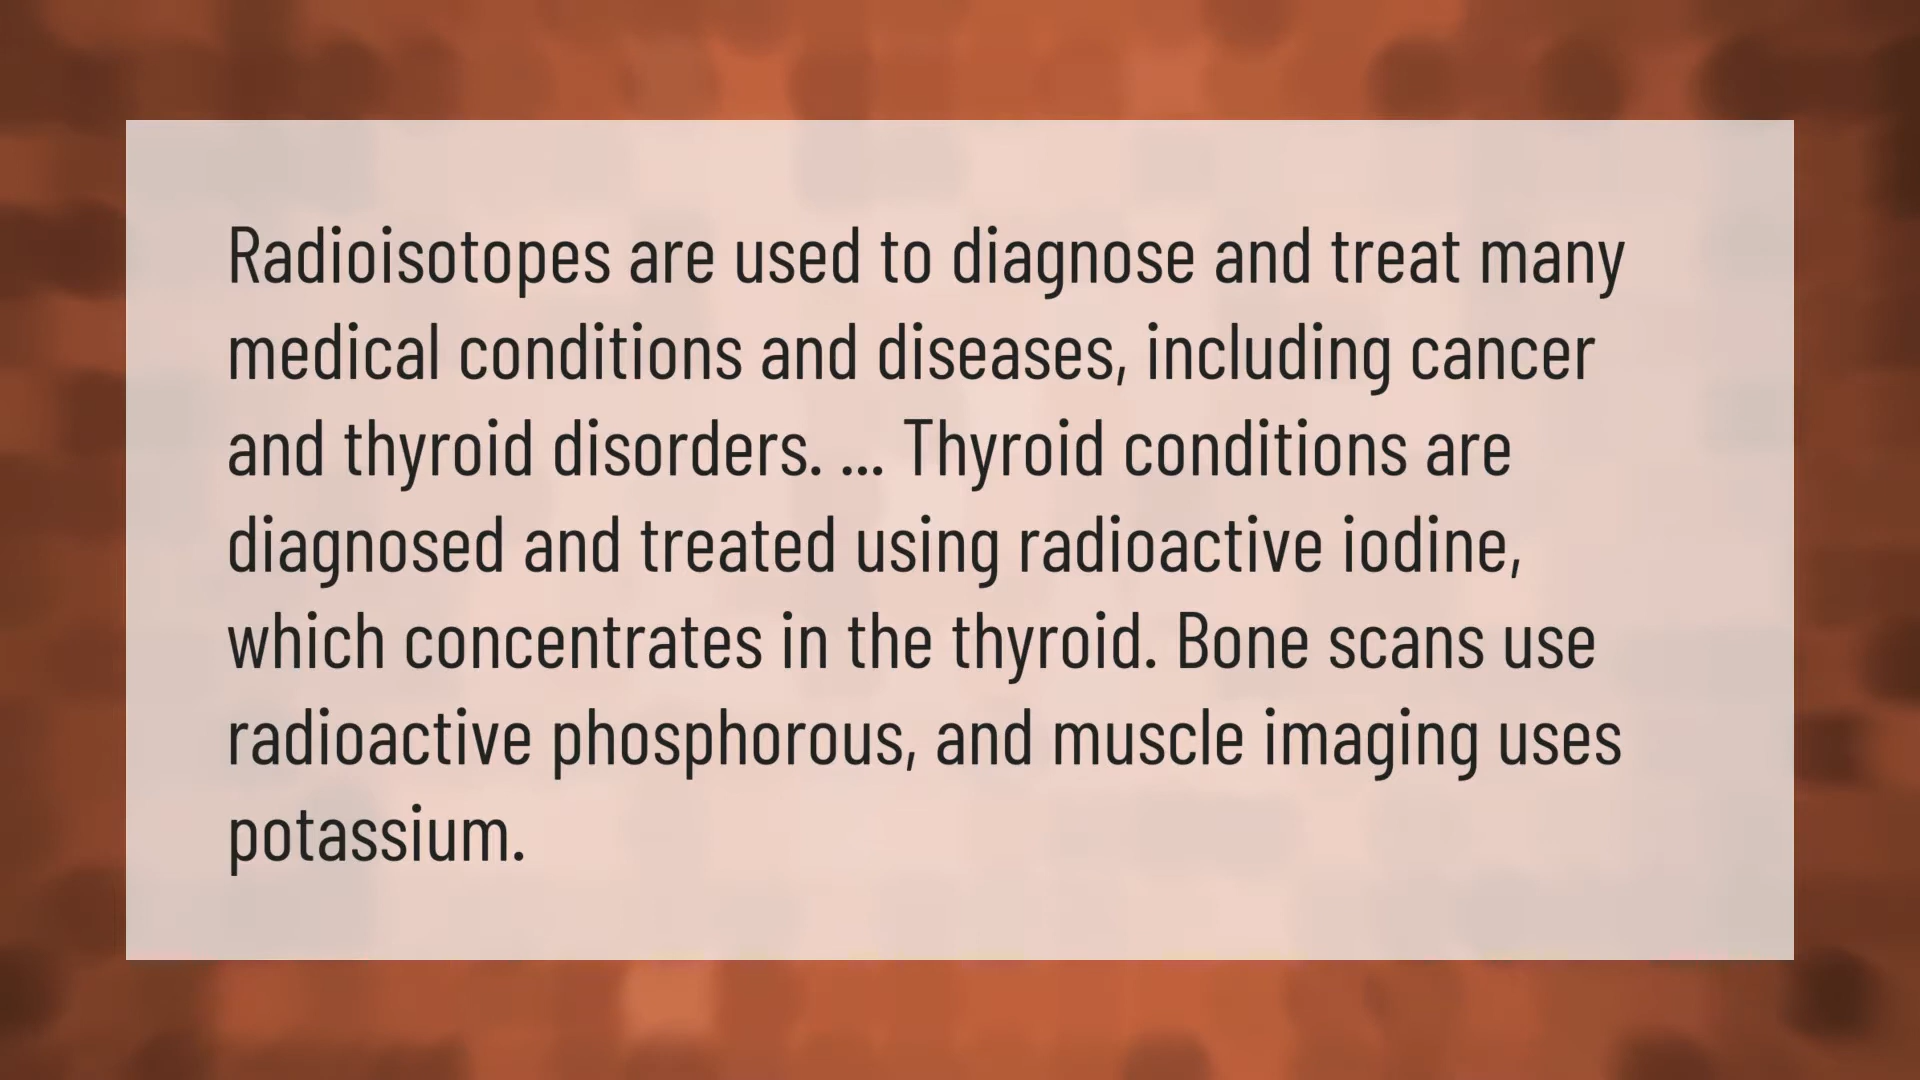 Radioisotopes are used to diagnose and treat many
medical conditions and diseases, including cancer
and thyroid disorders. ... Thyroid conditions are
diagnosed and treated using radioactive iodine,
which concentrates in the thyroid. Bone scans use
radioactive phosphorous, and muscle imaging uses
potassium.